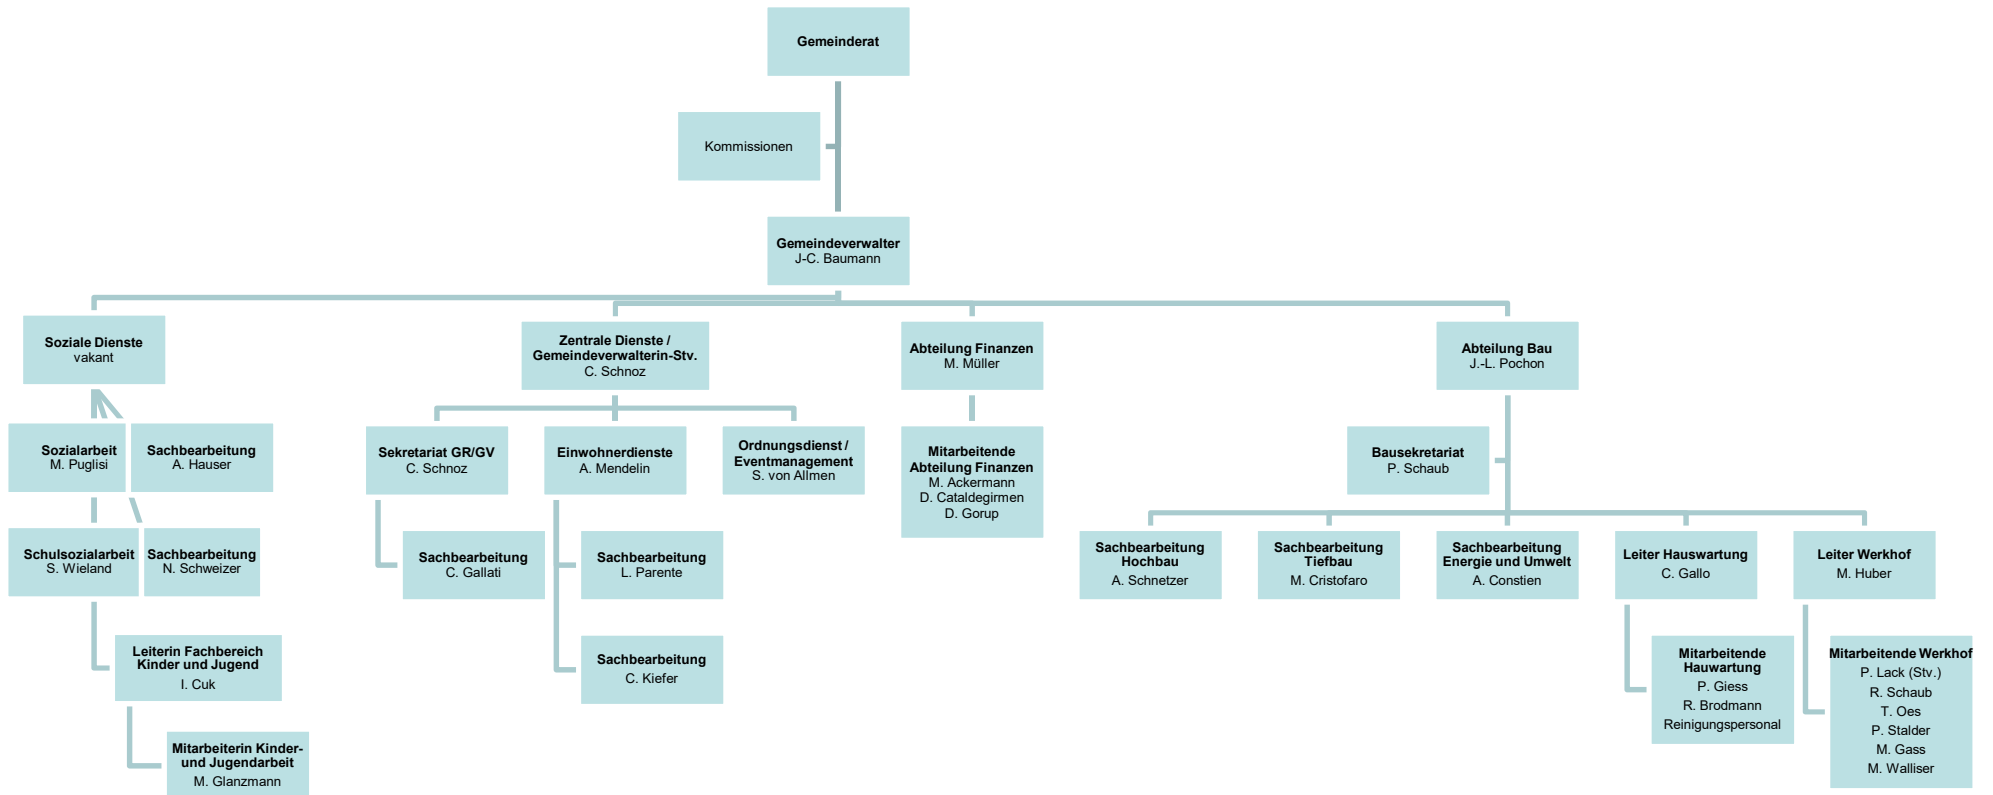 Gemeinderat
Kommissionen
Gemeindeverwalter
J-C. Baumann
Soziale Dienste
vakant
Zentrale Dienste /
Gemeindeverwalterin-Stv.
C. Schnoz
Abteilung Finanzen
M. Müller
Abteilung Bau
J.-L. Pochon
Sozialarbeit
M. Puglisi
Sachbearbeitung
A. Hauser
Sekretariat GR/GV
C. Schnoz
Einwohnerdienste
A. Mendelin
Ordnungsdienst /
Eventmanagement
S. von Allmen
Mitarbeitende
Abteilung Finanzen
M. Ackermann
D. Cataldegirmen
D. Gorup
Bausekretariat
P. Schaub
Schulsozialarbeit
S. Wieland
Sachbearbeitung
N. Schweizer
Sachbearbeitung
C. Gallati
Sachbearbeitung
L. Parente
Sachbearbeitung
Hochbau
A. Schnetzer
Sachbearbeitung
Tiefbau
M. Cristofaro
Sachbearbeitung
Energie und Umwelt
A. Constien
Leiter Hauswartung
C. Gallo
Leiter Werkhof
M. Huber
Leiterin Fachbereich
Kinder und Jugend
I. Cuk
Sachbearbeitung
C. Kiefer
Mitarbeitende
Hauwartung
P. Giess
R. Brodmann
Reinigungspersonal
Mitarbeitende Werkhof
P. Lack (Stv.)
R. Schaub
T. Oes
P. Stalder
M. Gass
M. Walliser
Mitarbeiterin Kinder-
und Jugendarbeit
M. Glanzmann